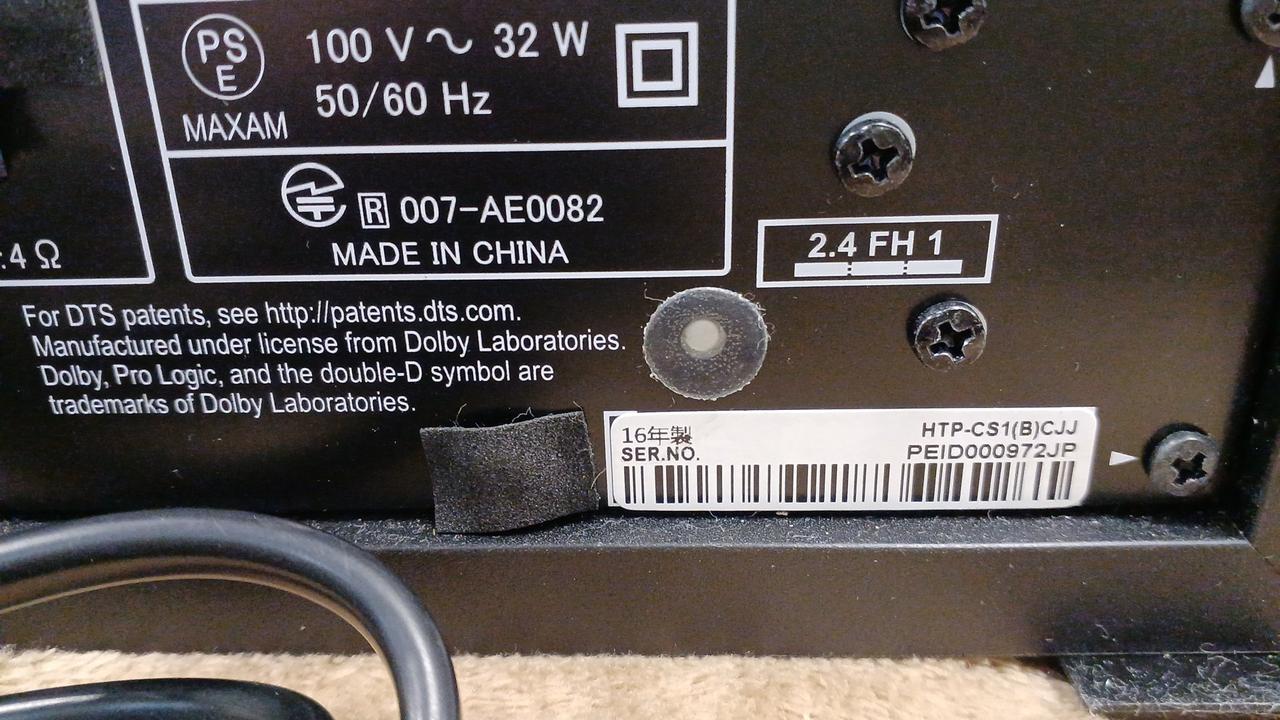 PS
E
MAXAM
100 V ~ 32 W
50/60 Hz
R 007-AE0082
MADE IN CHINA
4 Ω
2.4 FH 1
For DTS patents, see http://patents.dts.com.
Manufactured under license from Dolby Laboratories.
Dolby, Pro Logic, and the double-D symbol are
trademarks of Dolby Laboratories.
16年製
HTP-CS1(B)CJJ
SER.NO.
PEID000972JP